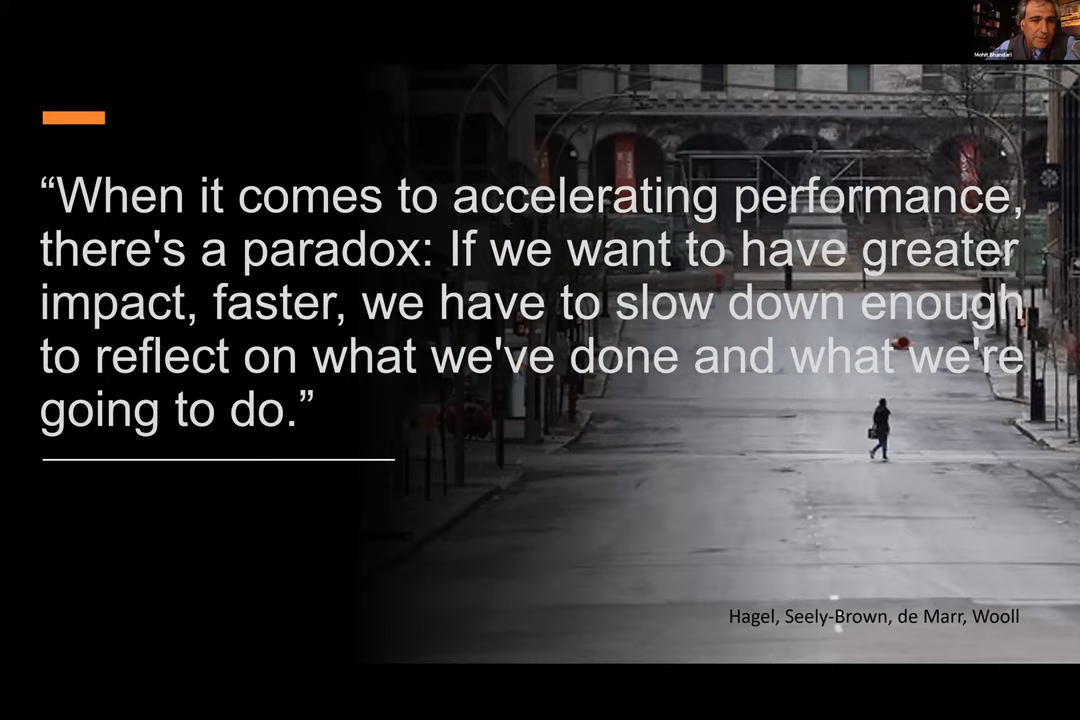 Mohit Bhandari
“When it comes to accelerating performance,
there's a paradox: If we want to have greater
impact, faster, we have to slow down enough
to reflect on what we've done and what we're
going to do.”
Hagel, Seely-Brown, de Marr, Wooll